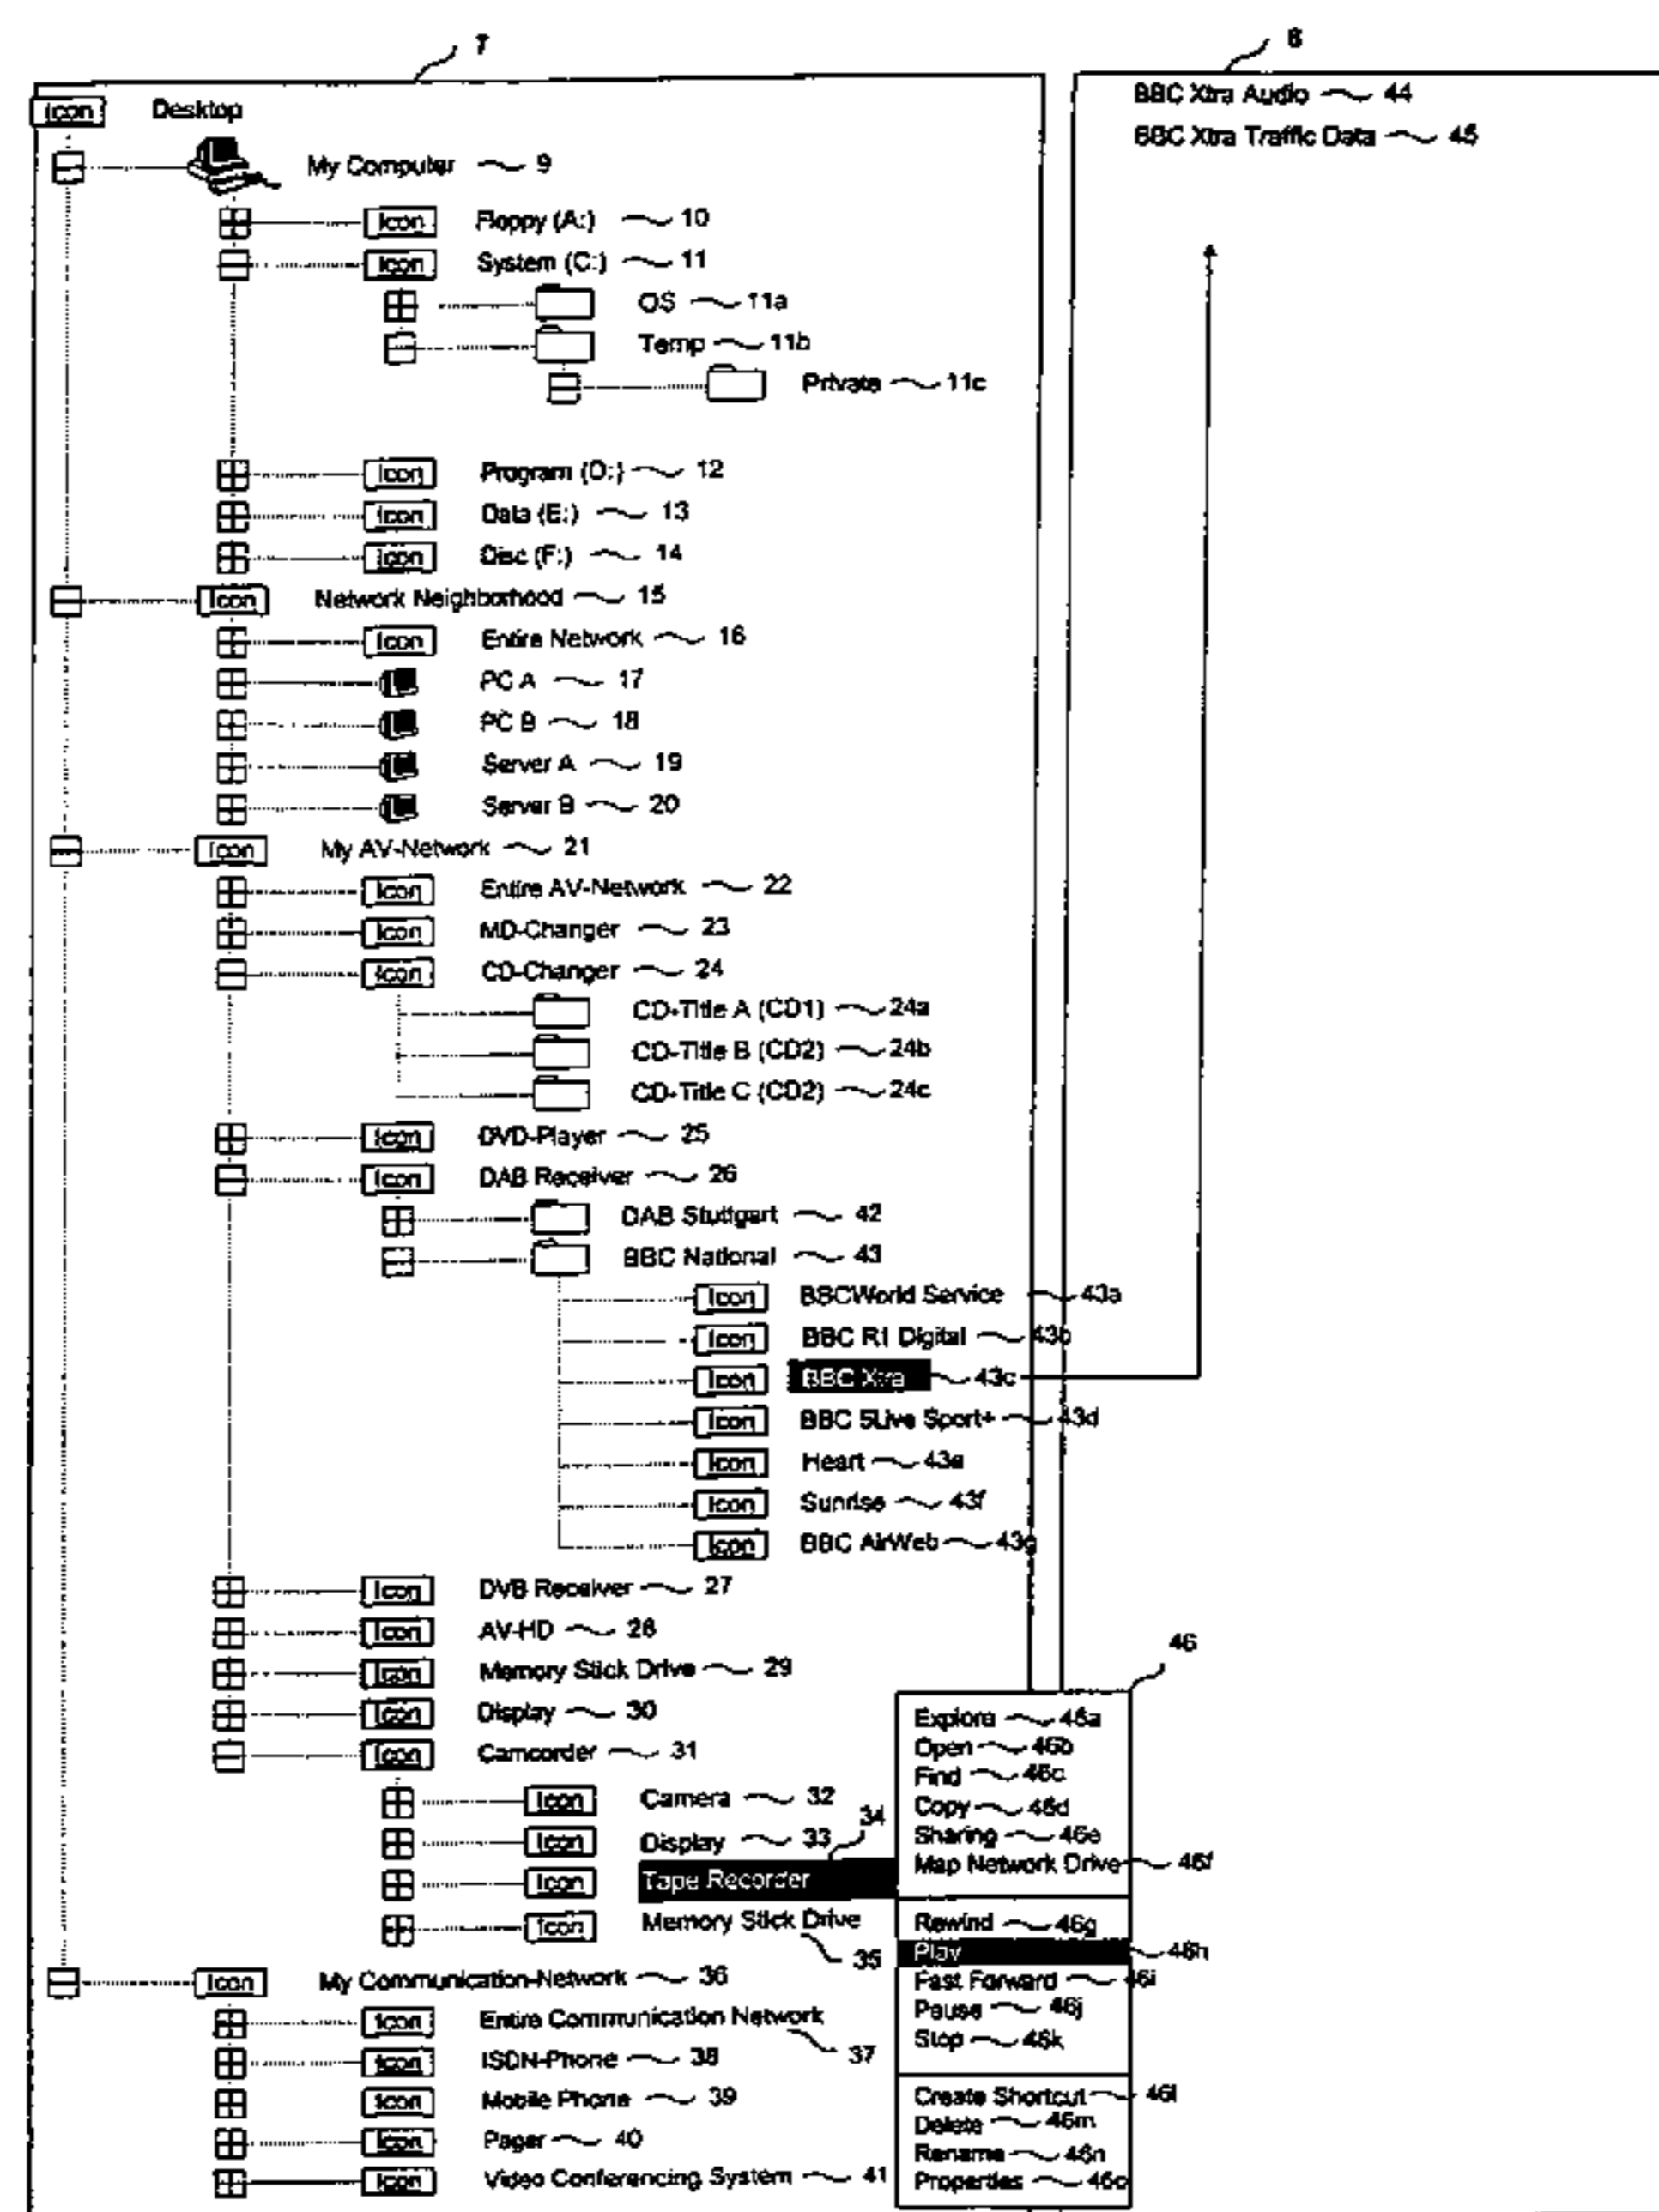 7
8
Icon Desktop
BBC Xtra Audio 44
BBC Xtra Traffic Data 45
My Computer 9
Icon Floppy (A:) 10
Icon System (C:) 11
OS 11a
Temp 11b
Private 11c
Icon Program (D:) 12
Icon Data (E:) 13
Icon Disc (F:) 14
Icon Network Neighborhood 15
Icon Entire Network 16
PC A 17
PC B 18
Server A 19
Server B 20
Icon My AV-Network 21
Icon Entire AV-Network 22
Icon MD-Changer 23
Icon CD-Changer 24
CD-Title A (CD1) 24a
CD-Title B (CD2) 24b
CD-Title C (CD2) 24c
Icon DVD-Player 25
Icon DAB Receiver 26
DAB Stuttgart 42
BBC National 43
Icon BBCWorld Service 43a
Icon BBC R1 Digital 43b
Icon BBC Xtra 43c
Icon BBC 5Live Sport+ 43d
Icon Heart 43e
Icon Sunrise 43f
Icon BBC AirWeb 43g
Icon DVB Receiver 27
Icon AV-HD 28
Icon Memory Stick Drive 29
Icon Display 30
Icon Camcorder 31
Icon Camera 32
Icon Display 33
34
Icon Tape Recorder
Icon Memory Stick Drive
35
46
Explore 46a
Open 46b
Find 46c
Copy 46d
Sharing 46e
Map Network Drive 46f
Rewind 46g
Play 46h
Fast Forward 46i
Pause 46j
Stop 46k
Create Shortcut 46l
Delete 46m
Rename 46n
Properties 46o
Icon My Communication-Network 36
Icon Entire Communication Network
37
Icon ISDN-Phone 38
Icon Mobile Phone 39
Icon Pager 40
Icon Video Conferencing System 41